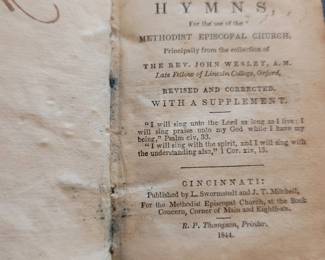 HYMNS,
For the use of the
METHODIST EPISCOPAL CHURCH,
Principally from the collection of
THE REV. JOHN WESLEY, A.M.
Late Fellow of Lincoln College, Oxford,
REVISED AND CORRECTED.
WITH A SUPPLEMENT.
"I will sing unto the Lord as long as I live; I
will sing praise unto my God while I have my
being," Psalm civ, 33.
"I will sing with the spirit, and I will sing with
the understanding also," 1 Cor. xiv, 15.
CINCINNATI:
Published by L. Swormstedt and J. T. Mitchell,
For the Methodist Episcopal Church, at the Book
Concern, Corner of Main and Eighth-sts.
R. P. Thompson, Printer,
1844.